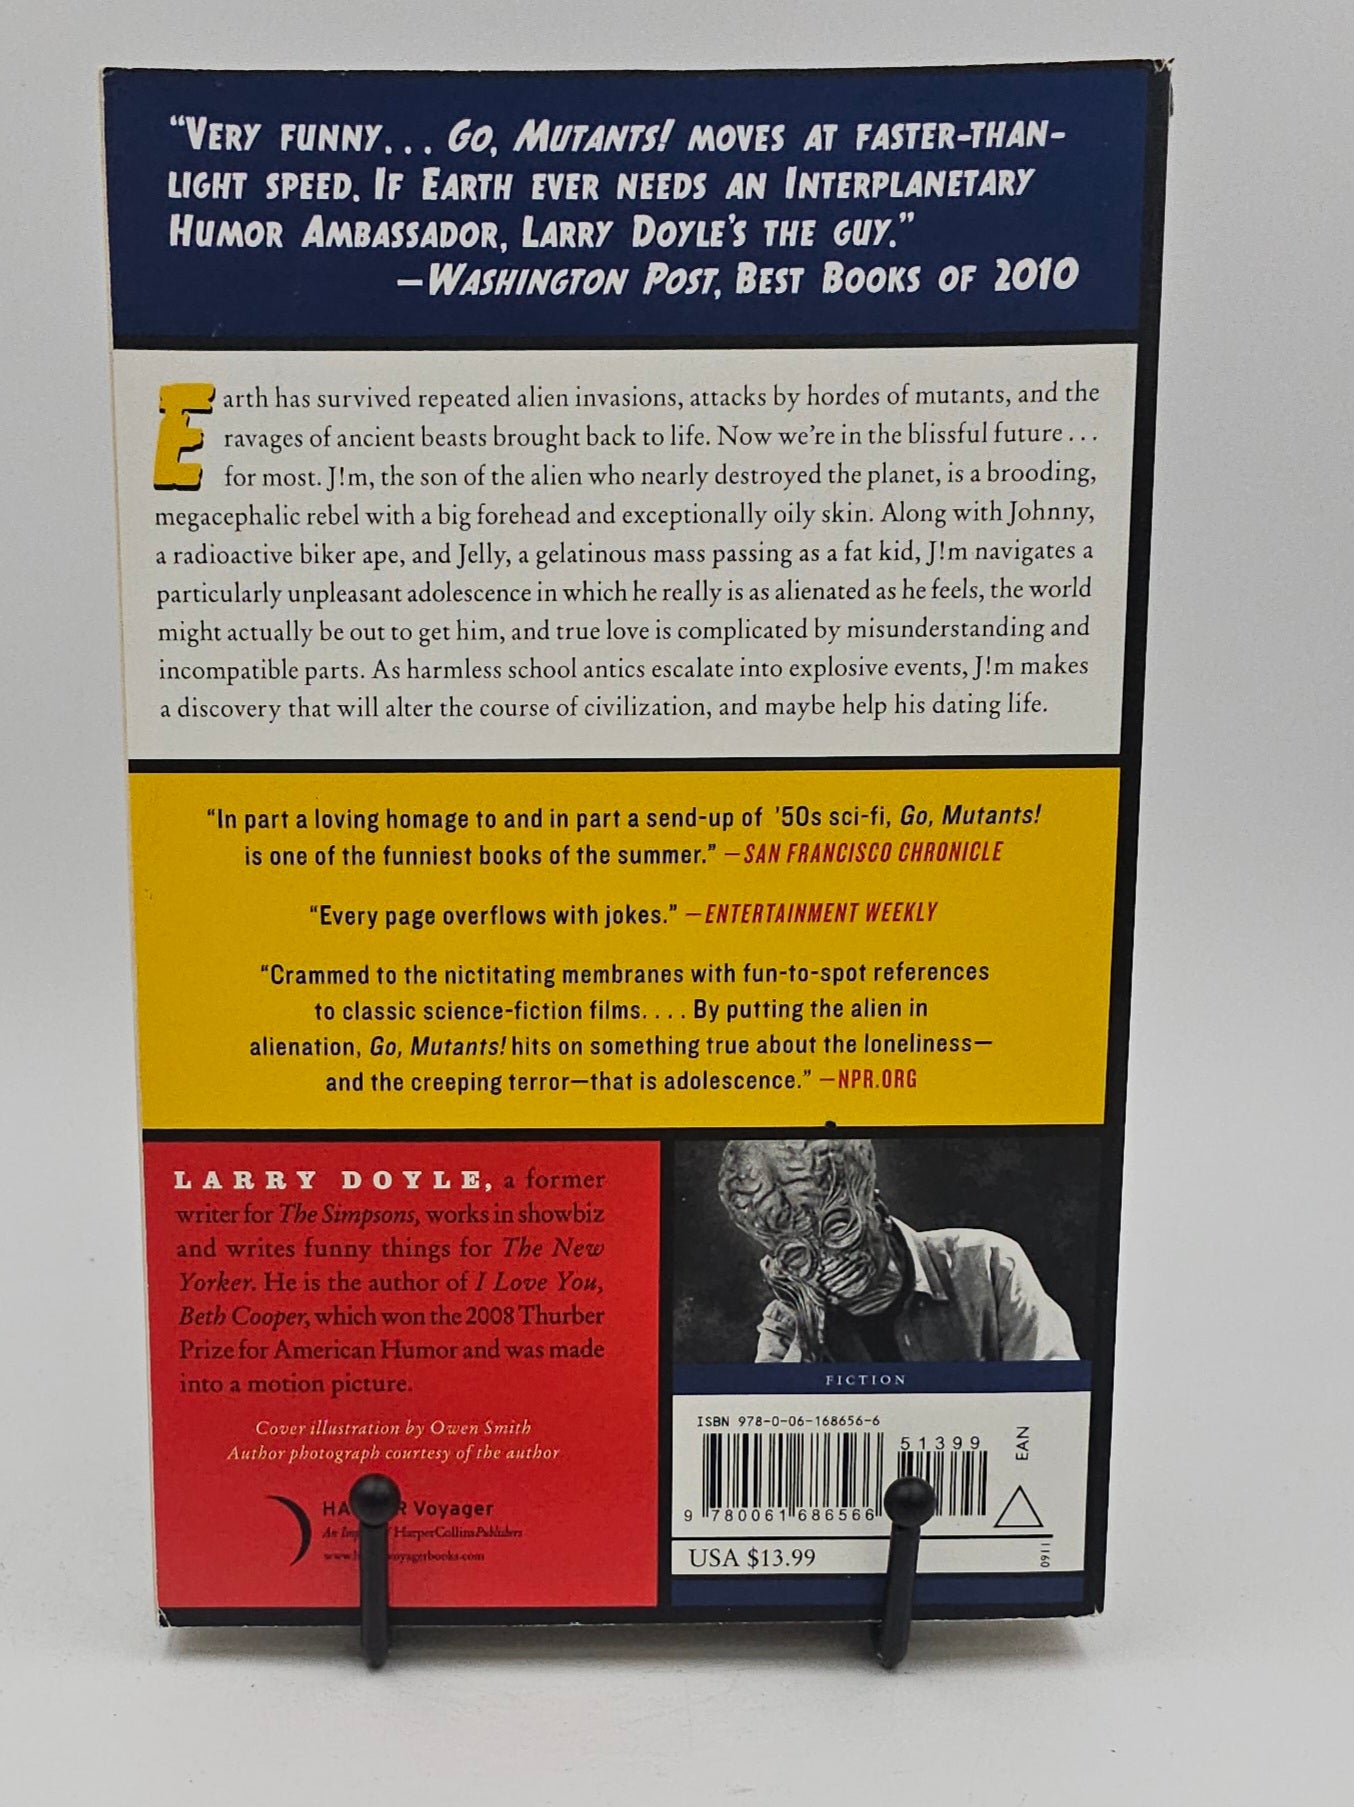 “VERY FUNNY... GO, MUTANTS! MOVES AT FASTER-THAN-
LIGHT SPEED. IF EARTH EVER NEEDS AN INTERPLANETARY
HUMOR AMBASSADOR, LARRY DOYLE’S THE GUY.”
—WASHINGTON POST, BEST BOOKS OF 2010
Earth has survived repeated alien invasions, attacks by hordes of mutants, and the
ravages of ancient beasts brought back to life. Now we’re in the blissful future . . .
for most. J!m, the son of the alien who nearly destroyed the planet, is a brooding,
megacephalic rebel with a big forehead and exceptionally oily skin. Along with Johnny,
a radioactive biker ape, and Jelly, a gelatinous mass passing as a fat kid, J!m navigates a
particularly unpleasant adolescence in which he really is as alienated as he feels, the world
might actually be out to get him, and true love is complicated by misunderstanding and
incompatible parts. As harmless school antics escalate into explosive events, J!m makes
a discovery that will alter the course of civilization, and maybe help his dating life.
“In part a loving homage to and in part a send-up of ’50s sci-fi, Go, Mutants!
is one of the funniest books of the summer.” —SAN FRANCISCO CHRONICLE
“Every page overflows with jokes.” —ENTERTAINMENT WEEKLY
“Crammed to the nictitating membranes with fun-to-spot references
to classic science-fiction films. . . . By putting the alien in
alienation, Go, Mutants! hits on something true about the loneliness—
and the creeping terror—that is adolescence.” —NPR.ORG
LARRY DOYLE, a former
writer for The Simpsons, works in showbiz
and writes funny things for The New
Yorker. He is the author of I Love You,
Beth Cooper, which won the 2008 Thurber
Prize for American Humor and was made
into a motion picture.
Cover illustration by Owen Smith
Author photograph courtesy of the author
Voyager
An HarperCollinsPublishers
FICTION
ISBN 978-0-06-168656-6
51399
EAN
9 780061 686566
USA $13.99
0911